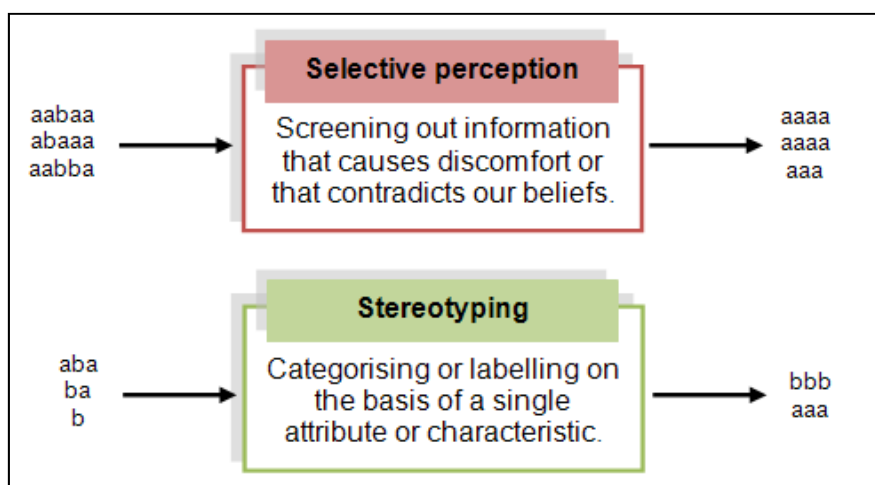 Selective perception
aabaa
abaaa
aabba
Screening out information
that causes discomfort or
that contradicts our beliefs.
aaaa
aaaa
aaa
Stereotyping
aba
ba
b
Categorising or labelling on
the basis of a single
attribute or characteristic.
bbb
aaa